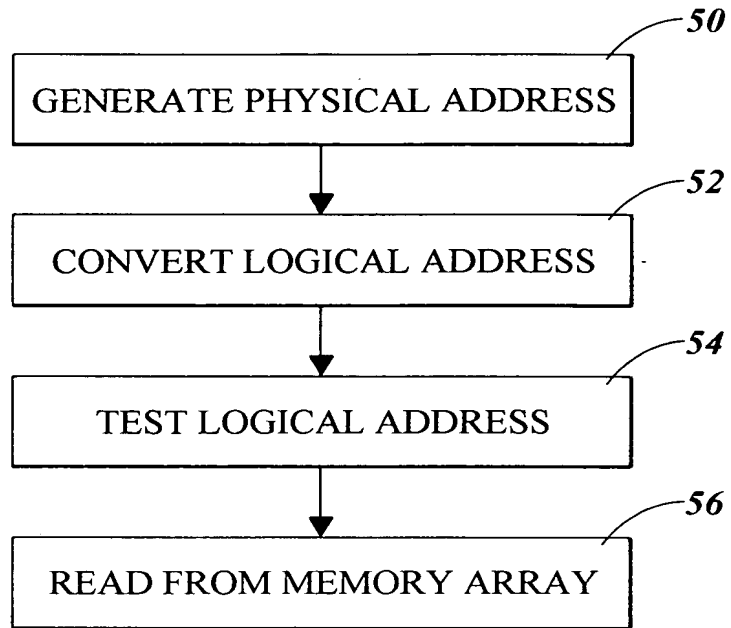 50
GENERATE PHYSICAL ADDRESS
52
CONVERT LOGICAL ADDRESS
54
TEST LOGICAL ADDRESS
56
READ FROM MEMORY ARRAY